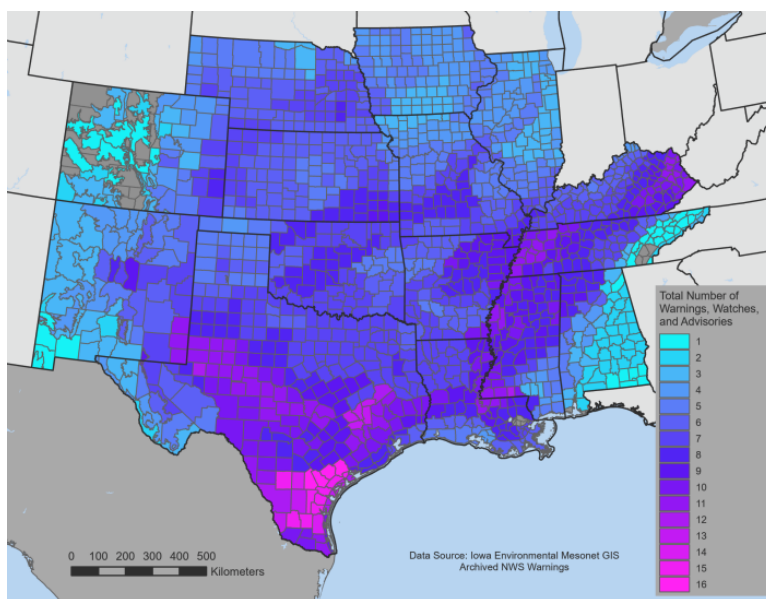 Total Number of
Warnings, Watches,
and Advisories
1
2
3
4
5
6
7
8
9
10
11
12
13
14
15
16
0 100 200 300 400 500
Kilometers
Data Source: Iowa Environmental Mesonet GIS
Archived NWS Warnings